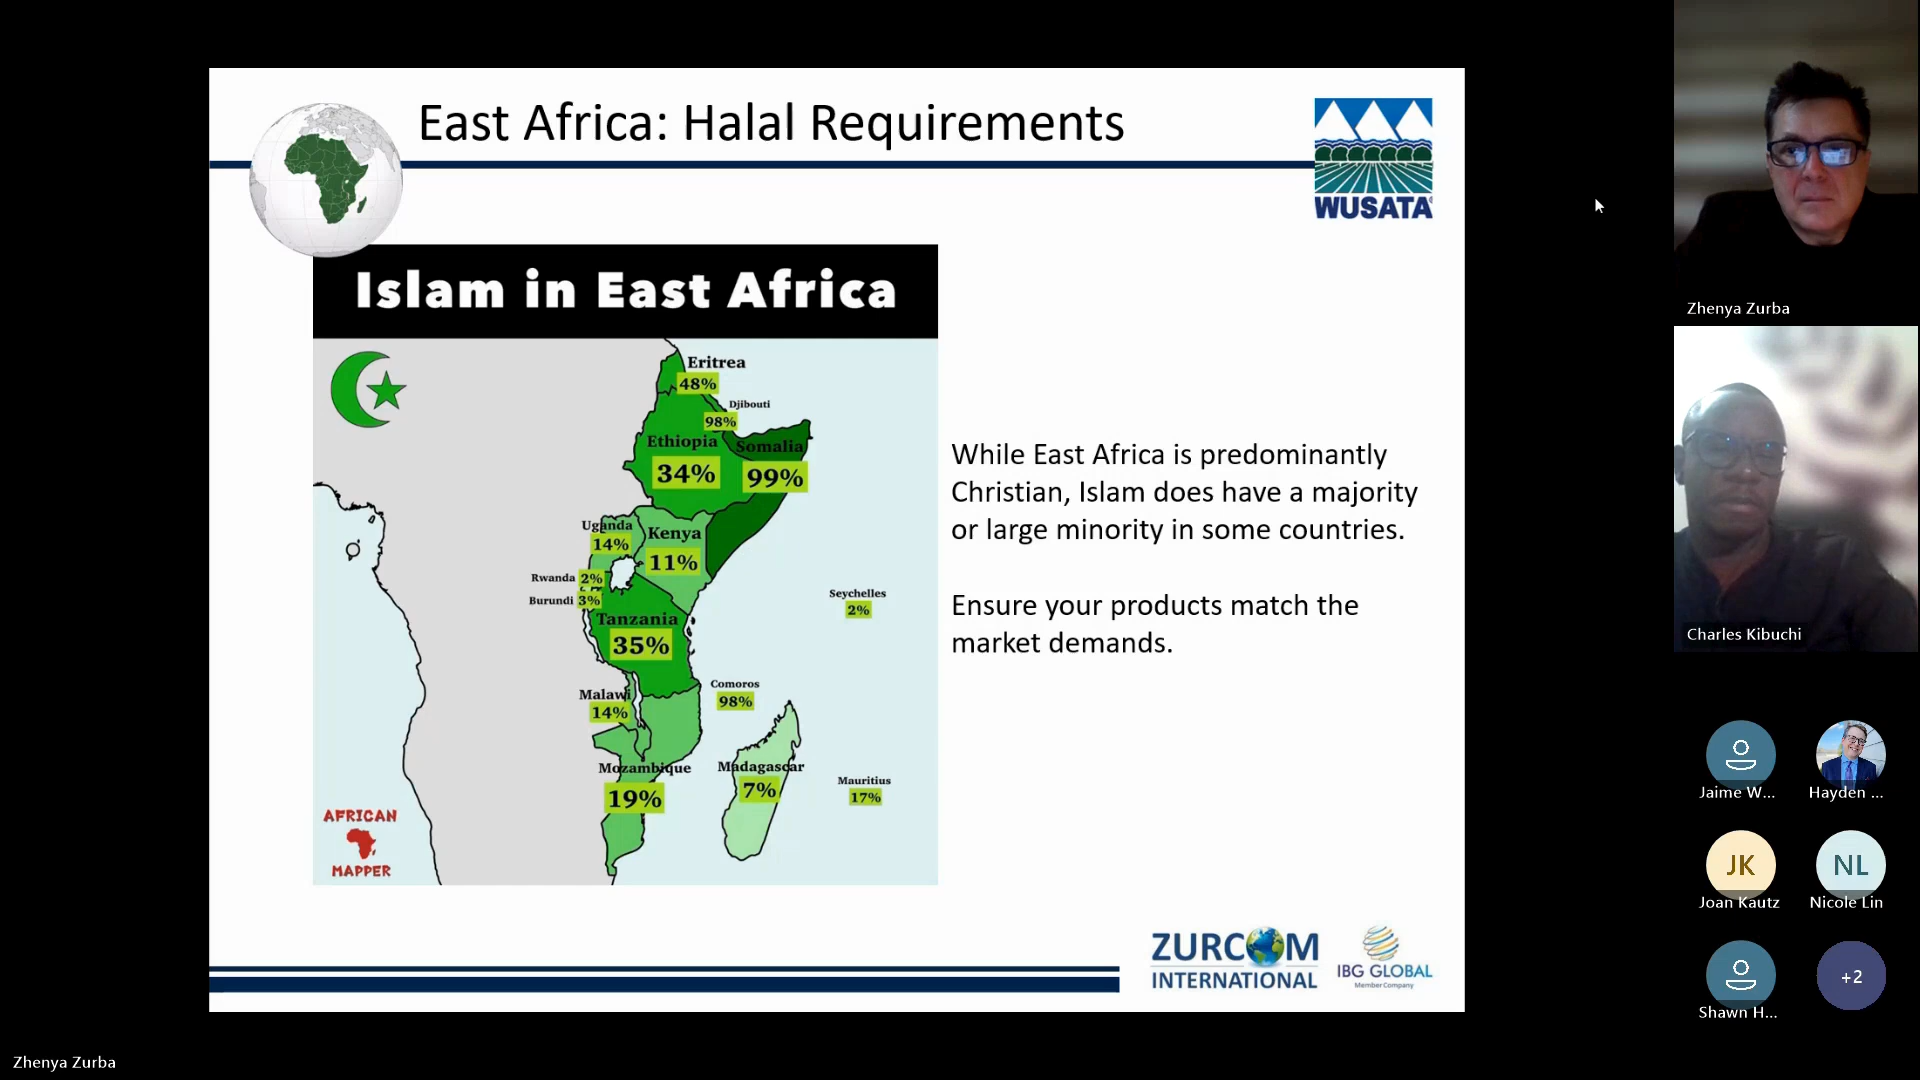 East Africa: Halal Requirements
WUSATA
Islam in East Africa
Eritrea
48%
Djibouti
98%
Ethiopia
34%
Somalia
99%
Uganda
14%
Kenya
11%
Rwanda 2%
Burundi 3%
Tanzania
35%
Seychelles
2%
Malawi
14%
Comoros
98%
Mozambique
19%
Madagascar
7%
Mauritius
17%
AFRICAN
MAPPER
While East Africa is predominantly
Christian, Islam does have a majority
or large minority in some countries.
Ensure your products match the
market demands.
ZURCOM
INTERNATIONAL
IBG GLOBAL
Member Company
Zhenya Zurba
Charles Kibuchi
Jaime W...
Hayden ...
JK
Joan Kautz
NL
Nicole Lin
Shawn H...
+2
Zhenya Zurba